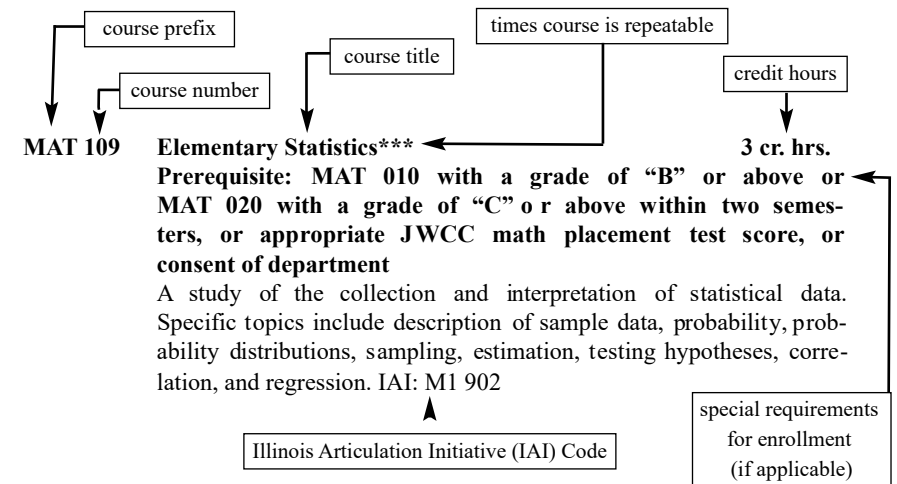 course prefix
times course is repeatable
course title
credit hours
course number
MAT 109 Elementary Statistics*** 3 cr. hrs.
Prerequisite: MAT 010 with a grade of “B” or above or
MAT 020 with a grade of “C” o r above within two semes-
ters, or appropriate JWCC math placement test score, or
consent of department
A study of the collection and interpretation of statistical data.
Specific topics include description of sample data, probability, prob-
ability distributions, sampling, estimation, testing hypotheses, corre-
lation, and regression. IAI: M1 902
special requirements
for enrollment
(if applicable)
Illinois Articulation Initiative (IAI) Code